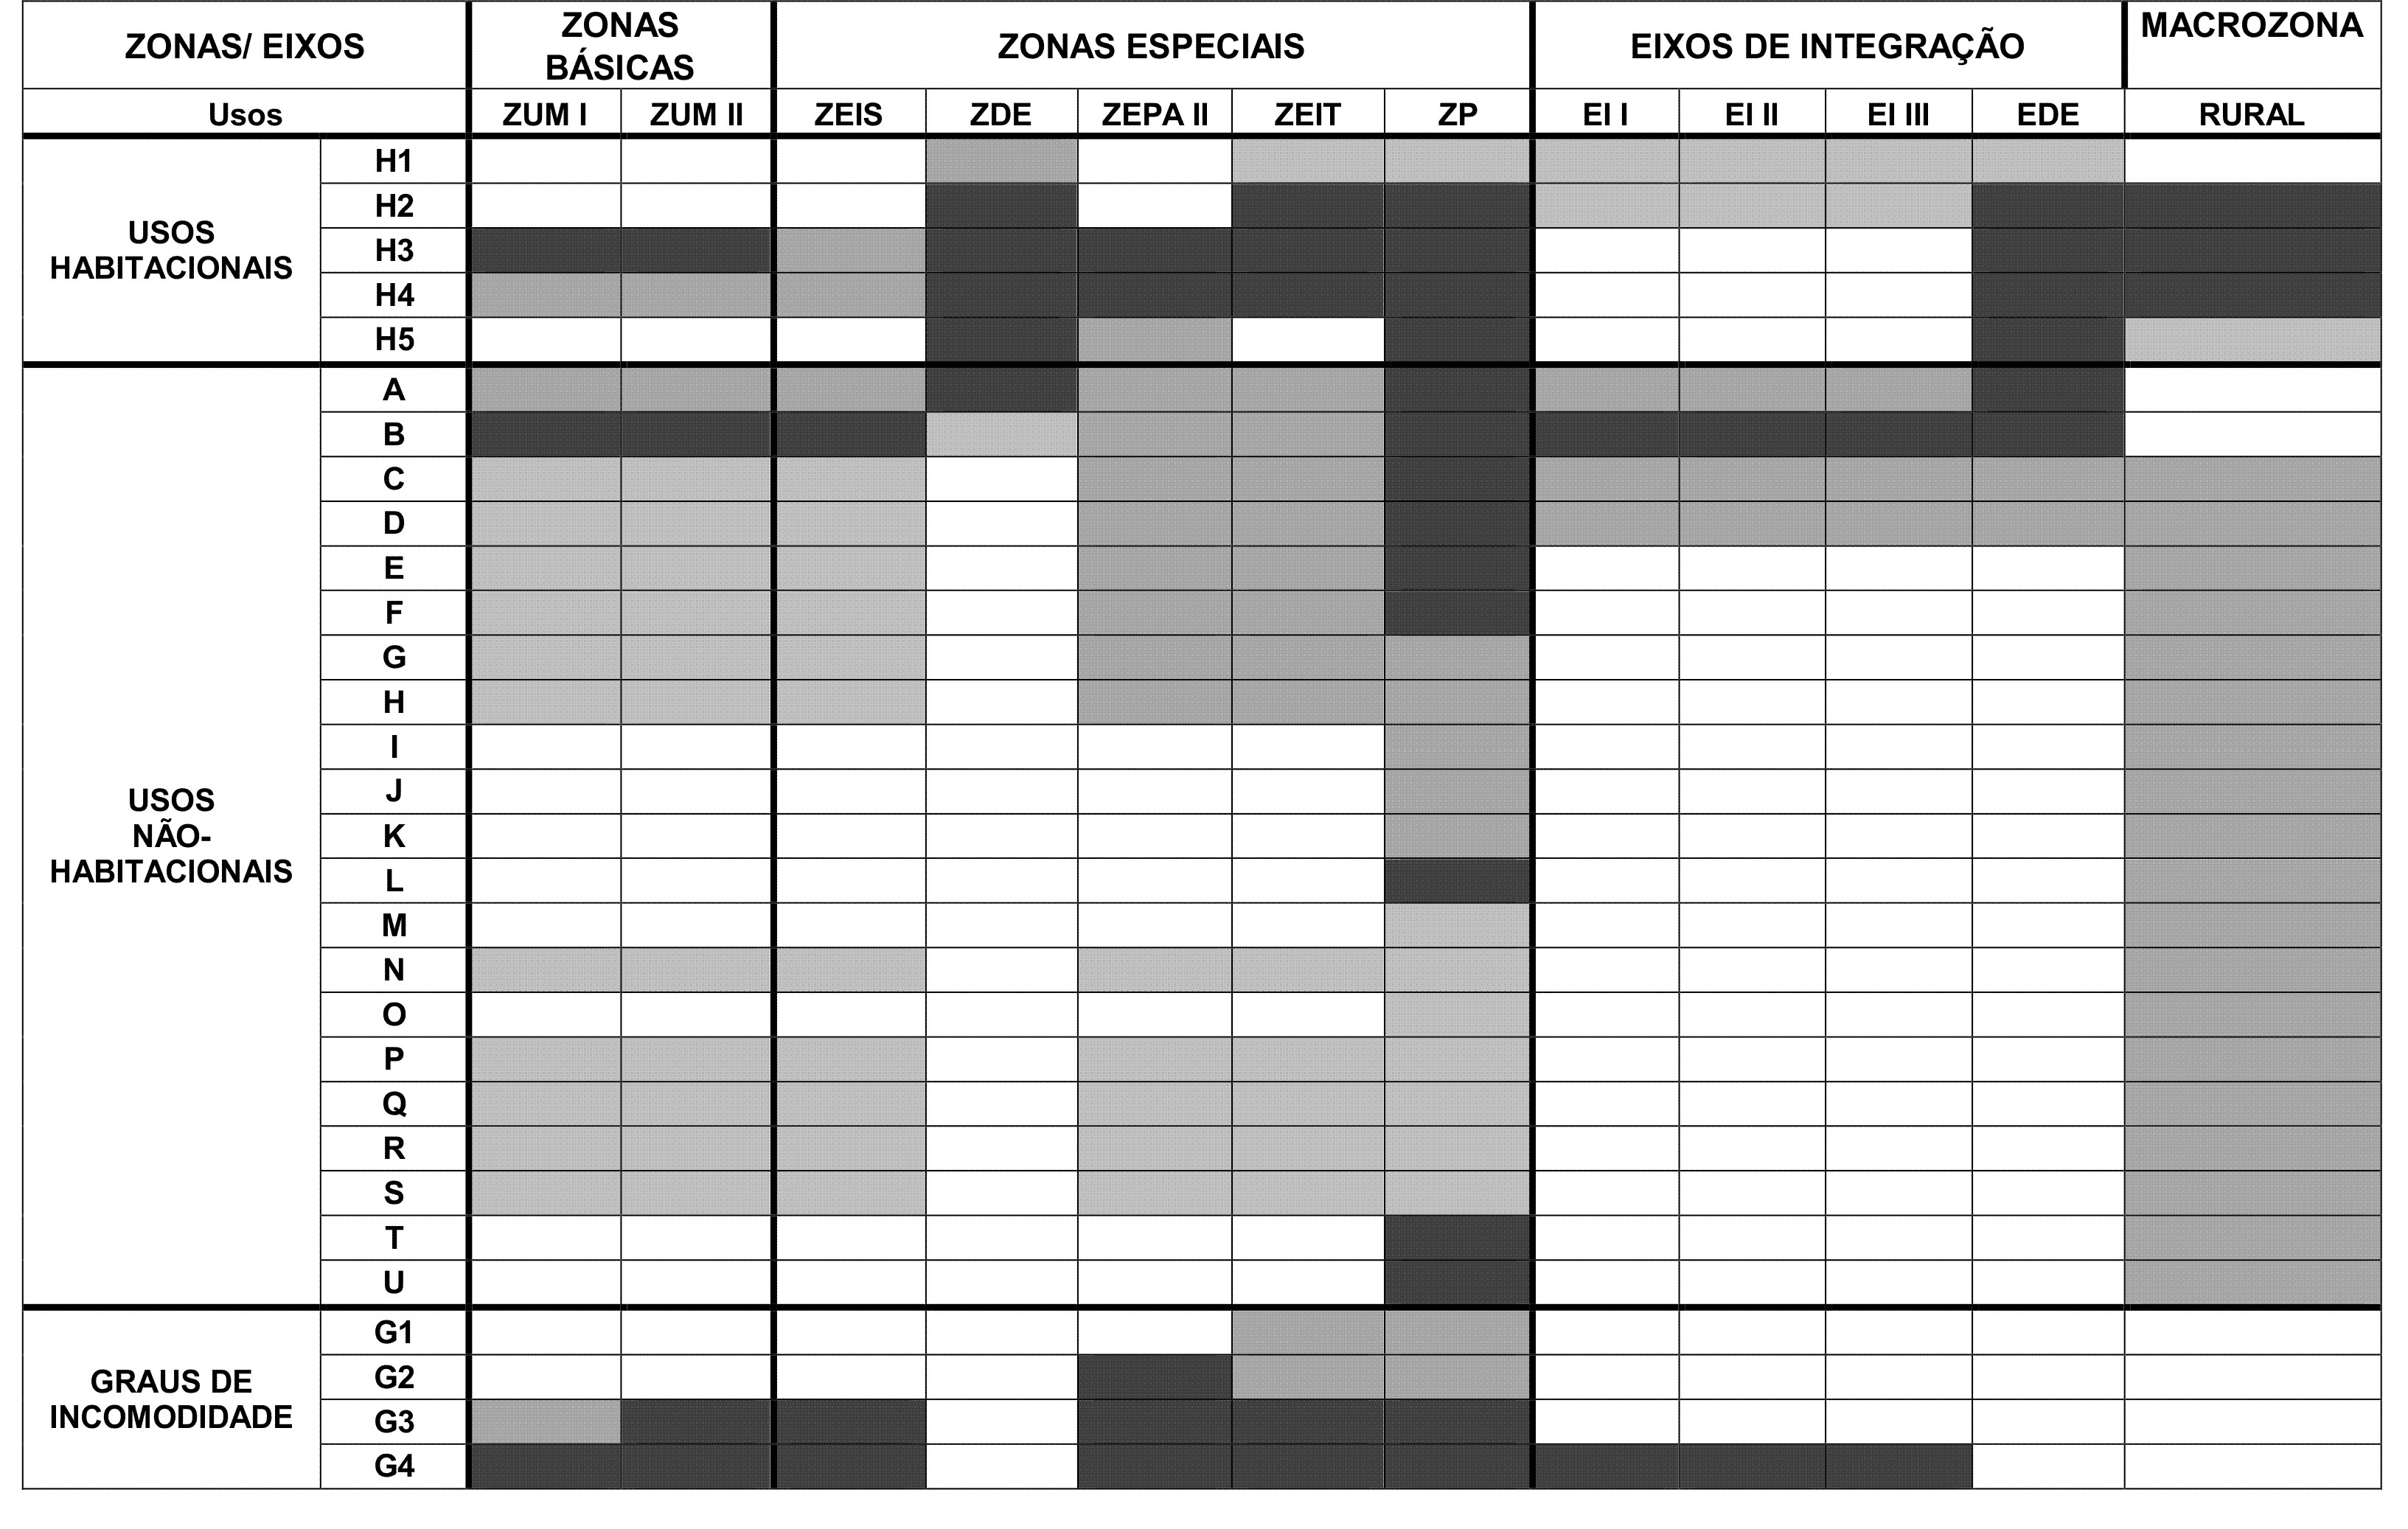 ZONAS/ EIXOS
ZONAS
BÁSICAS
ZONAS ESPECIAIS
EIXOS DE INTEGRAÇÃO
MACROZONA
Usos
ZUM I
ZUM II
ZEIS
ZDE
ZEPA II
ZEIT
ZP
EI I
EI II
EI III
EDE
RURAL
USOS
HABITACIONAIS
H1
H2
H3
H4
H5
USOS
NÃO-
HABITACIONAIS
A
B
C
D
E
F
G
H
I
J
K
L
M
N
O
P
Q
R
S
T
U
GRAUS DE
INCOMODIDADE
G1
G2
G3
G4